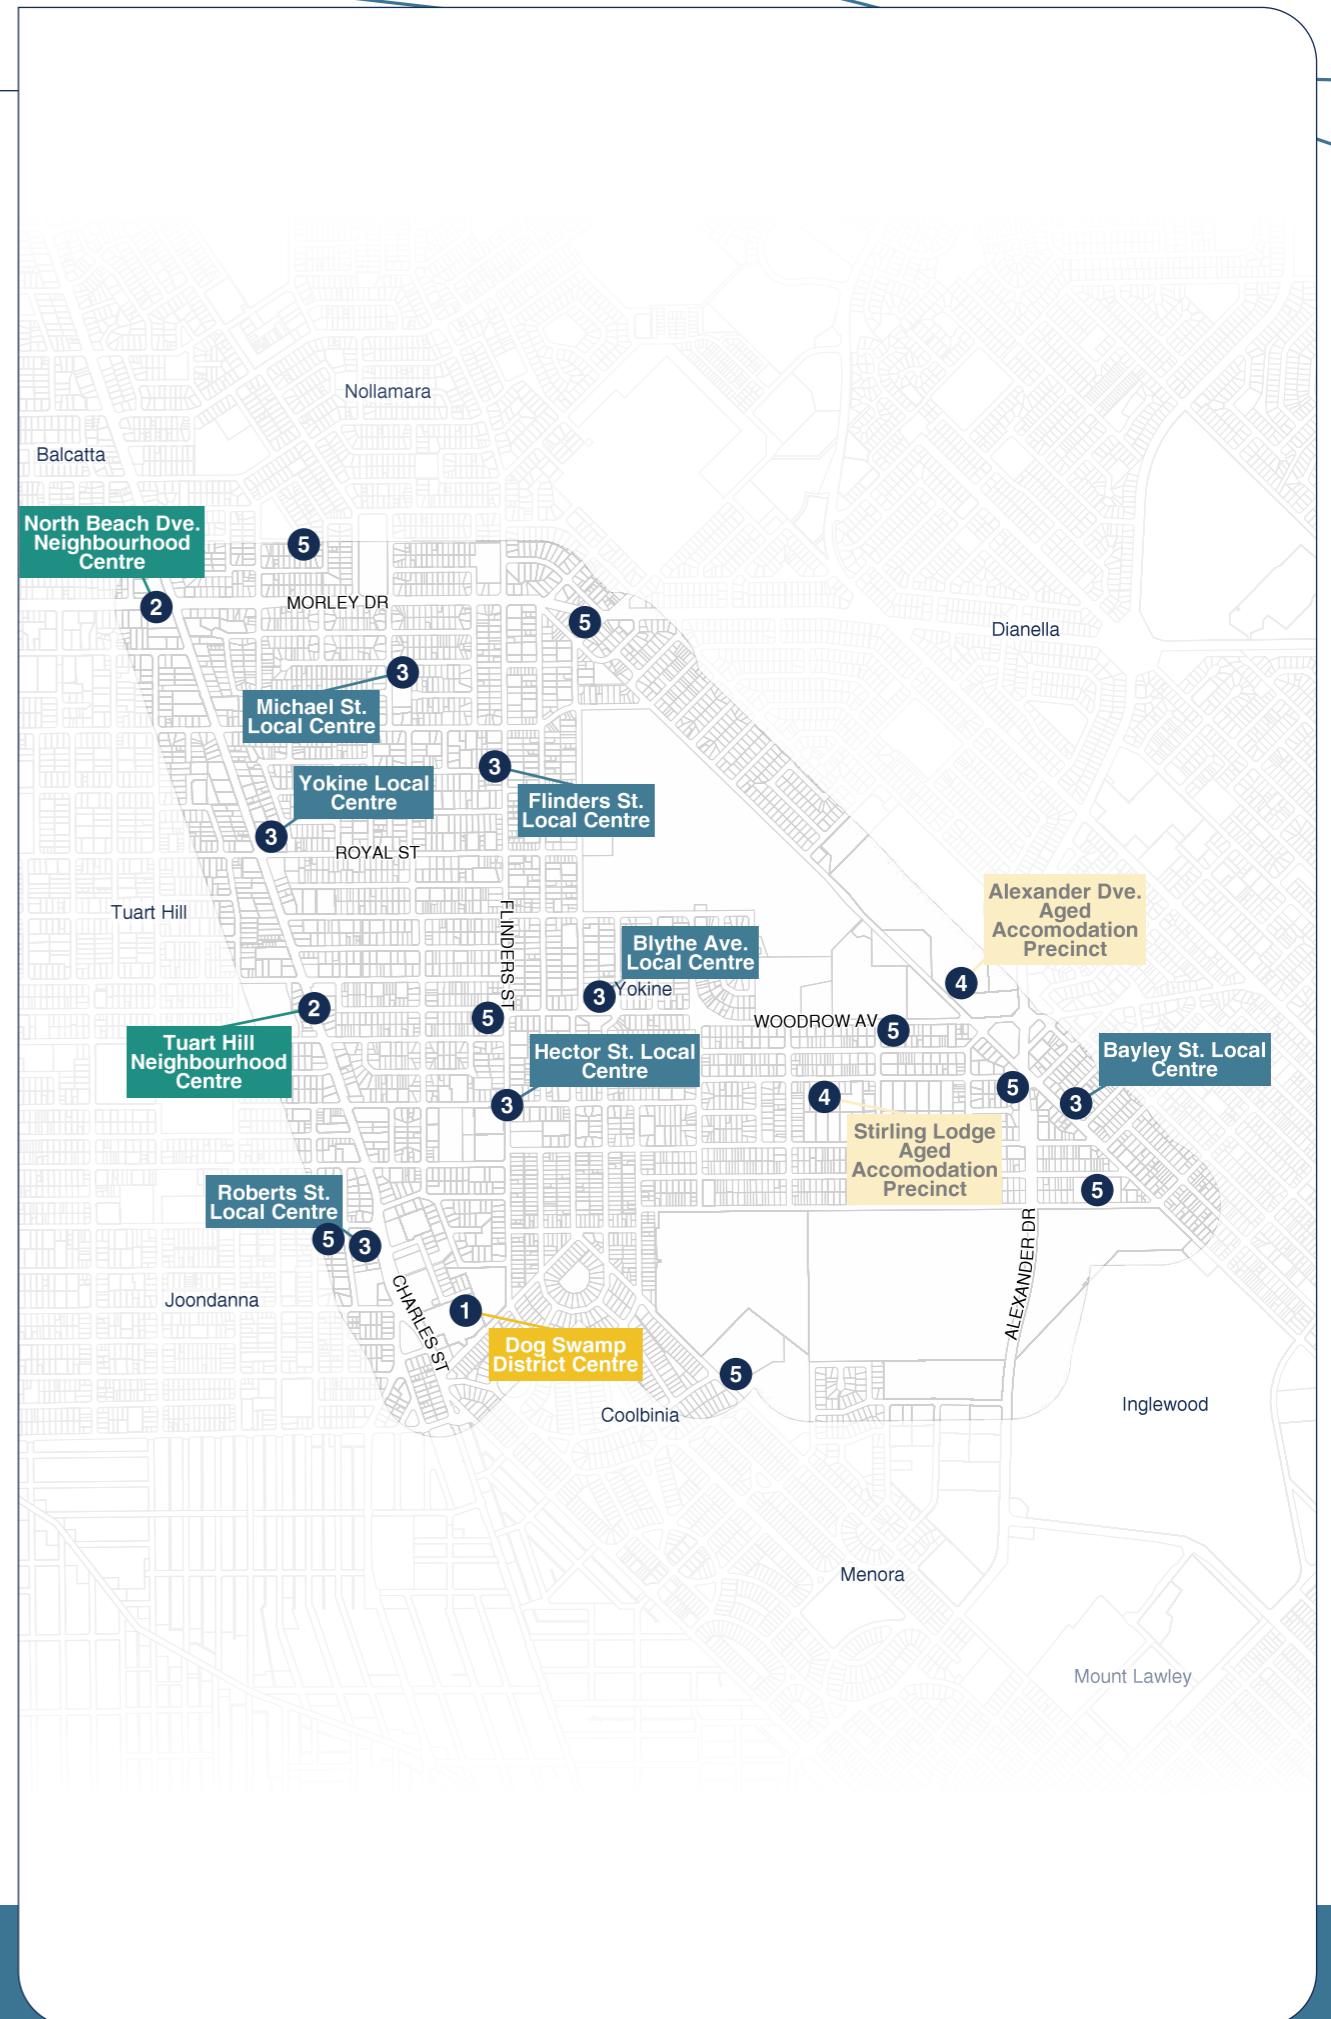 Nollamara
Balcatta
North Beach Dve.
Neighbourhood
Centre
5
2
MORLEY DR
5
Dianella
3
Michael St.
Local Centre
3
Yokine Local
Centre
Flinders St.
Local Centre
3
ROYAL ST
Alexander Dve.
Aged
Accomodation
Precinct
Tuart Hill
FLINDERS ST
Blythe Ave.
Local Centre
4
3
Yokine
2
5
WOODROW AV
5
Tuart Hill
Neighbourhood
Centre
Hector St. Local
Centre
Bayley St. Local
Centre
5
4
3
3
Stirling Lodge
Aged
Accomodation
Precinct
Roberts St.
Local Centre
5
5
3
ALEXANDER DR
Joondanna
CHARLES ST
1
Dog Swamp
District Centre
5
Coolbinia
Inglewood
Menora
Mount Lawley